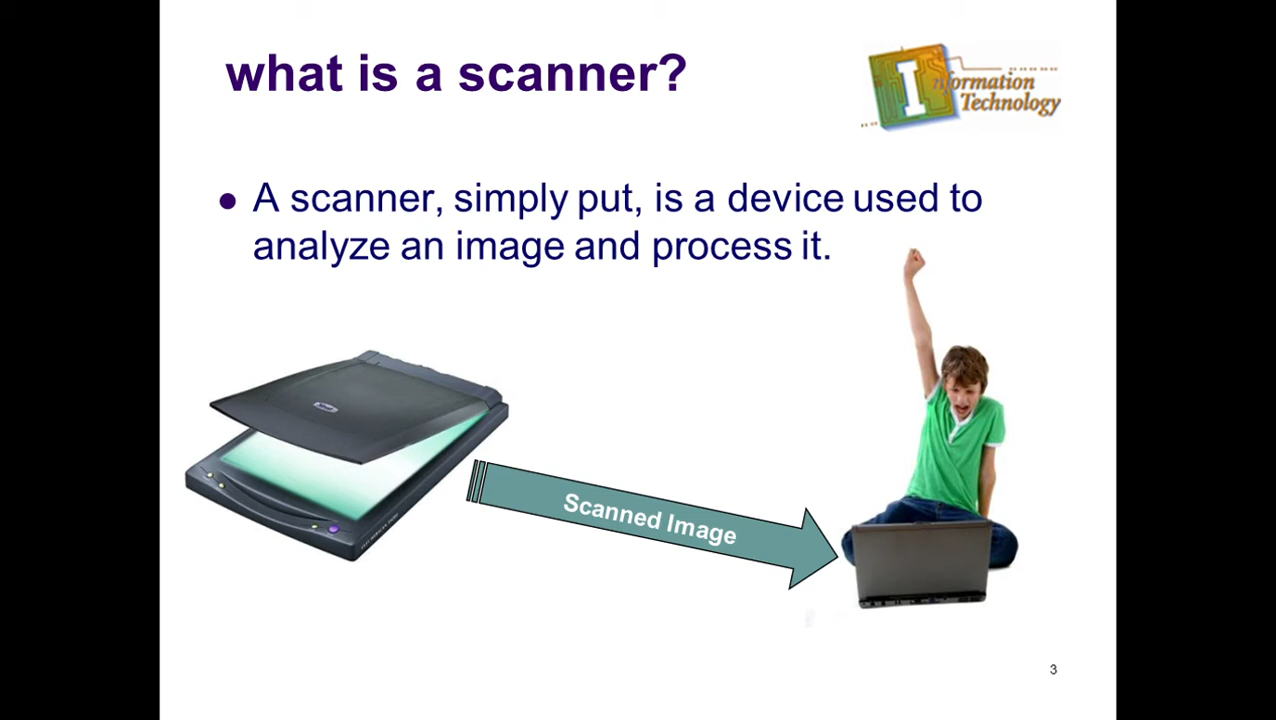 what is a scanner?
Information
Technology
A scanner, simply put, is a device used to
analyze an image and process it.
Scanned Image
3